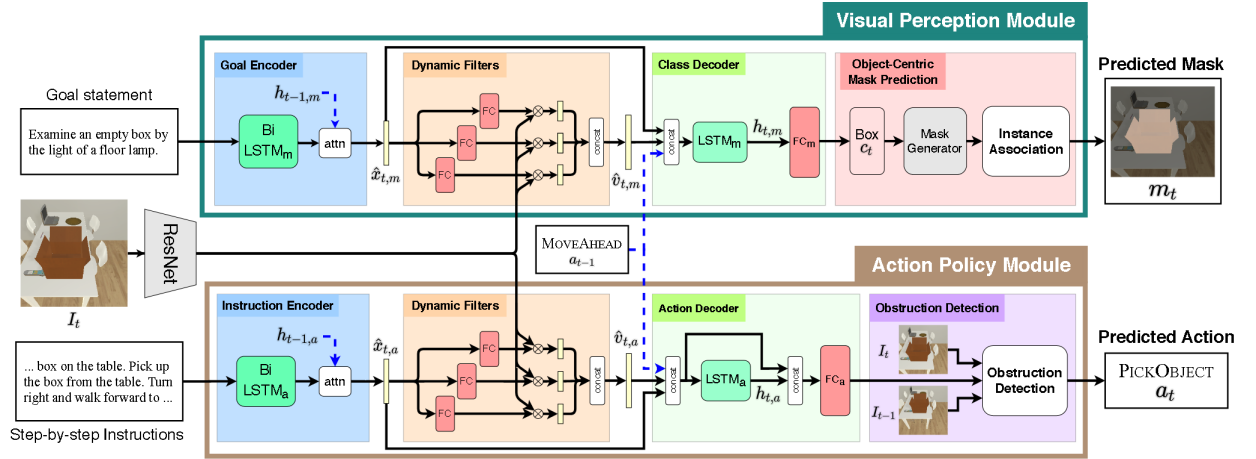 Visual Perception Module
Goal statement
Examine an empty box by
the light of a floor lamp.
Goal Encoder
h_{t−1,m}
Bi
LSTM_m
attn
x̂_{t,m}
Dynamic Filters
FC
FC
FC
concat
v̂_{t,m}
Class Decoder
concat
LSTM_m
h_{t,m}
FC_m
Object-Centric
Mask Prediction
Box
c_t
Mask
Generator
Instance
Association
Predicted Mask
m_t
I_t
ResNet
MOVEAHEAD
a_{t−1}
Action Policy Module
... box on the table. Pick up
the box from the table. Turn
right and walk forward to ...
Step-by-step Instructions
Instruction Encoder
h_{t−1,a}
Bi
LSTM_a
attn
x̂_{t,a}
Dynamic Filters
FC
FC
FC
concat
v̂_{t,a}
Action Decoder
concat
LSTM_a
h_{t,a}
concat
FC_a
Obstruction Detection
I_t
I_{t−1}
Obstruction
Detection
Predicted Action
PICKOBJECT
a_t